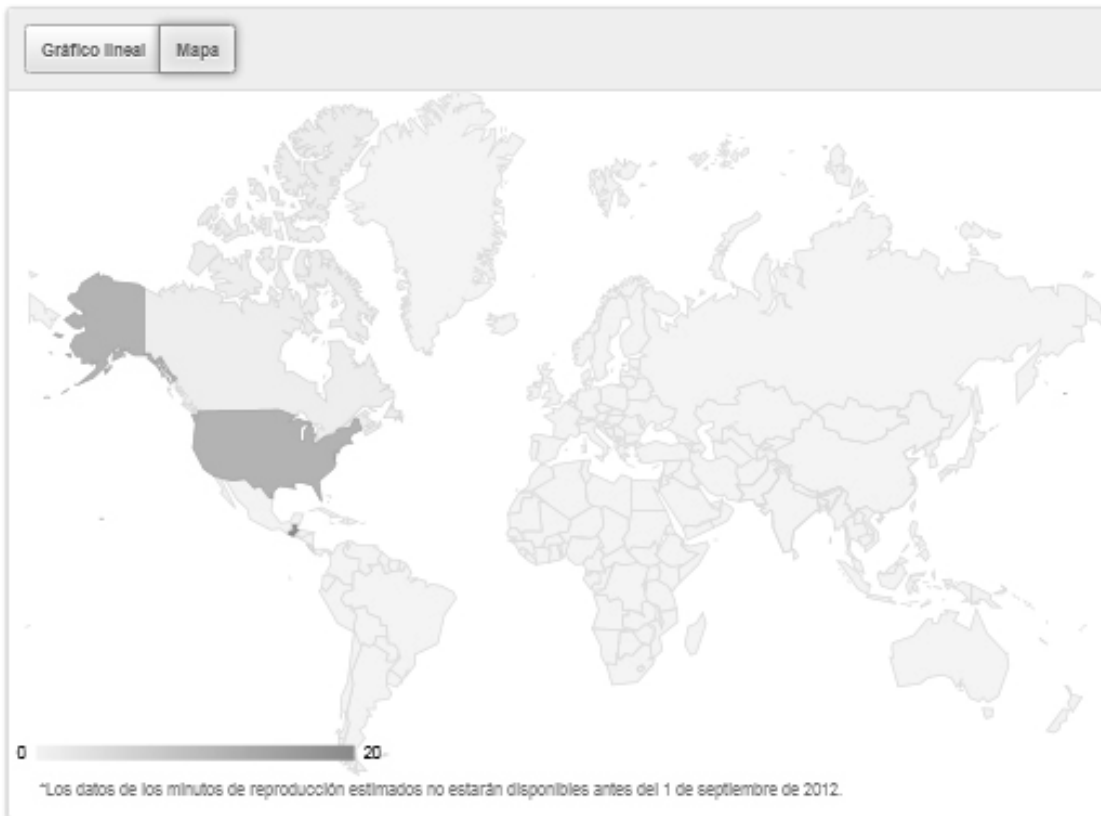 Gráfico lineal
Mapa
0
20
*Los datos de los minutos de reproducción estimados no estarán disponibles antes del 1 de septiembre de 2012.